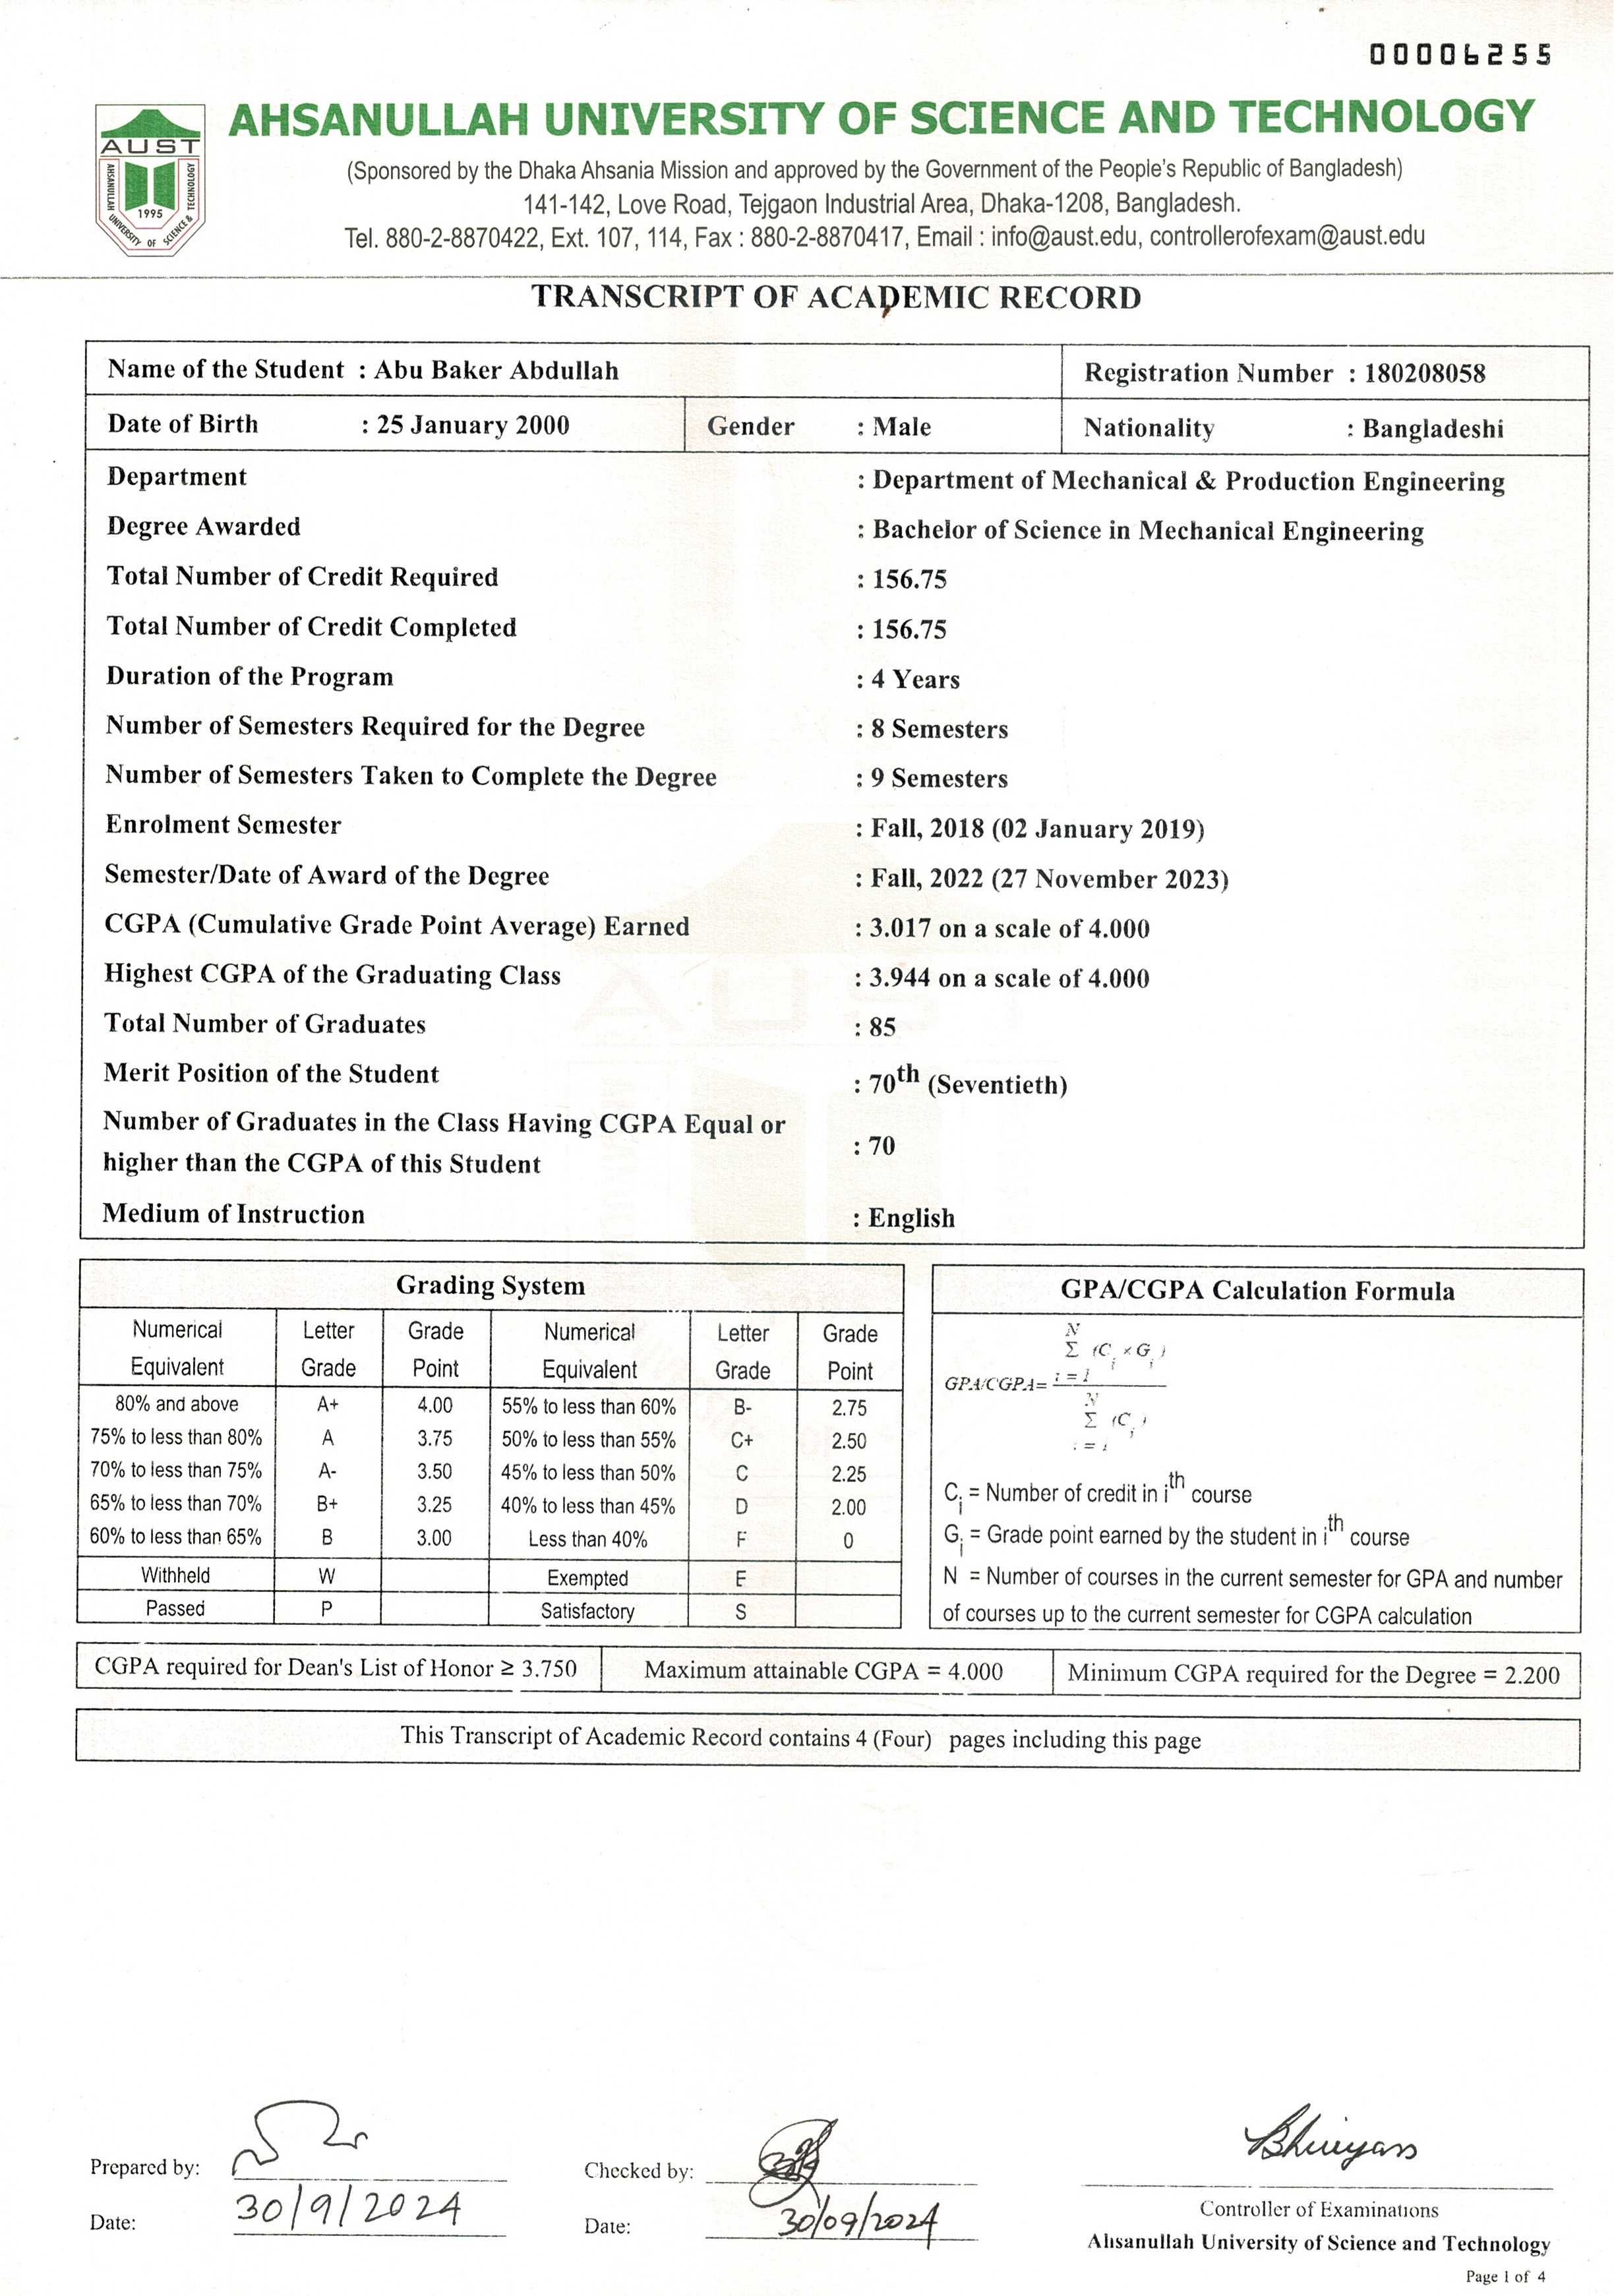 00006255
AUST
AHSANULLAH UNIVERSITY OF SCIENCE & TECHNOLOGY
1995
AHSANULLAH UNIVERSITY OF SCIENCE AND TECHNOLOGY
(Sponsored by the Dhaka Ahsania Mission and approved by the Government of the People's Republic of Bangladesh)
141-142, Love Road, Tejgaon Industrial Area, Dhaka-1208, Bangladesh.
Tel. 880-2-8870422, Ext. 107, 114, Fax : 880-2-8870417, Email : info@aust.edu, controllerofexam@aust.edu
TRANSCRIPT OF ACADEMIC RECORD
Name of the Student : Abu Baker Abdullah Registration Number : 180208058
Date of Birth : 25 January 2000 Gender : Male Nationality : Bangladeshi
Department : Department of Mechanical & Production Engineering
Degree Awarded : Bachelor of Science in Mechanical Engineering
Total Number of Credit Required : 156.75
Total Number of Credit Completed : 156.75
Duration of the Program : 4 Years
Number of Semesters Required for the Degree : 8 Semesters
Number of Semesters Taken to Complete the Degree : 9 Semesters
Enrolment Semester : Fall, 2018 (02 January 2019)
Semester/Date of Award of the Degree : Fall, 2022 (27 November 2023)
CGPA (Cumulative Grade Point Average) Earned : 3.017 on a scale of 4.000
Highest CGPA of the Graduating Class : 3.944 on a scale of 4.000
Total Number of Graduates : 85
Merit Position of the Student : 70th (Seventieth)
Number of Graduates in the Class Having CGPA Equal or
higher than the CGPA of this Student : 70
Medium of Instruction : English
Grading System
Numerical Equivalent Letter Grade Grade Point Numerical Equivalent Letter Grade Grade Point
80% and above A+ 4.00 55% to less than 60% B- 2.75
75% to less than 80% A 3.75 50% to less than 55% C+ 2.50
70% to less than 75% A- 3.50 45% to less than 50% C 2.25
65% to less than 70% B+ 3.25 40% to less than 45% D 2.00
60% to less than 65% B 3.00 Less than 40% F 0
Withheld W Exempted E
Passed P Satisfactory S
GPA/CGPA Calculation Formula
N
Σ (Ci × Gi)
GPA/CGPA= i = 1
N
Σ (Ci)
i = 1
Ci = Number of credit in ith course
Gi = Grade point earned by the student in ith course
N = Number of courses in the current semester for GPA and number
of courses up to the current semester for CGPA calculation
CGPA required for Dean's List of Honor ≥ 3.750 Maximum attainable CGPA = 4.000 Minimum CGPA required for the Degree = 2.200
This Transcript of Academic Record contains 4 (Four) pages including this page
Prepared by: Checked by:
Date: 30/9/2024 Date: 30/09/2024
Controller of Examinations
Ahsanullah University of Science and Technology
Page 1 of 4